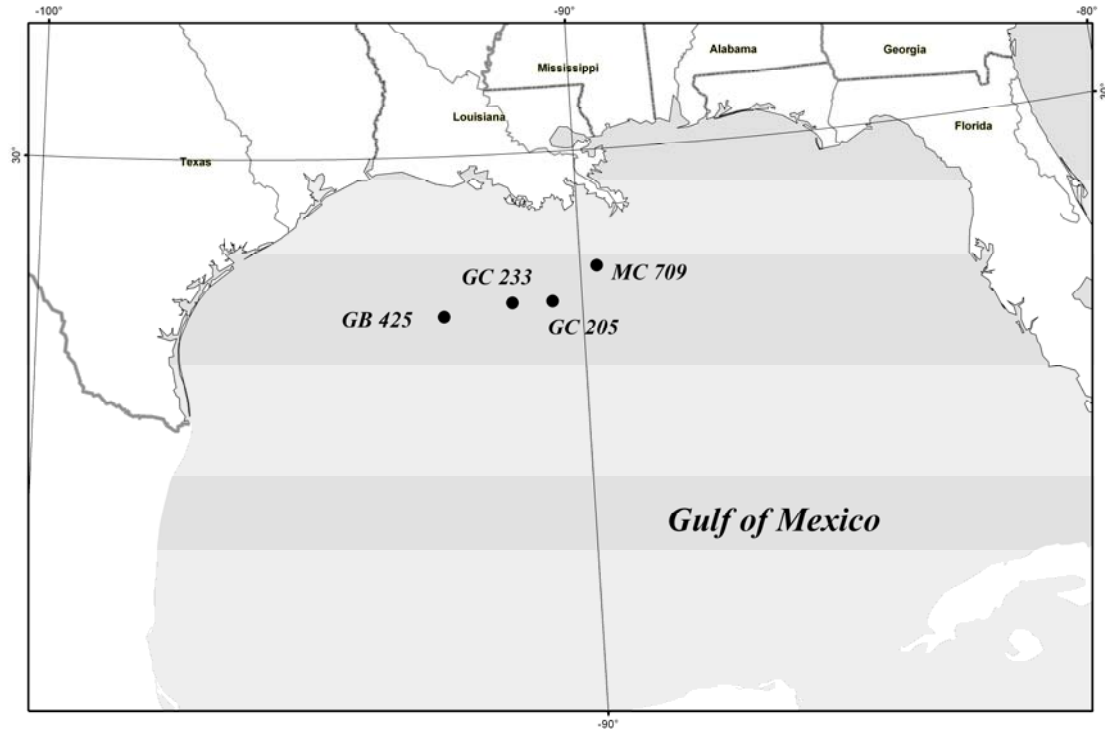 -100°
-90°
-80°
Alabama
Georgia
Mississippi
Louisiana
Florida
30°
30°
Texas
GC 233
MC 709
GB 425
GC 205
Gulf of Mexico
-90°